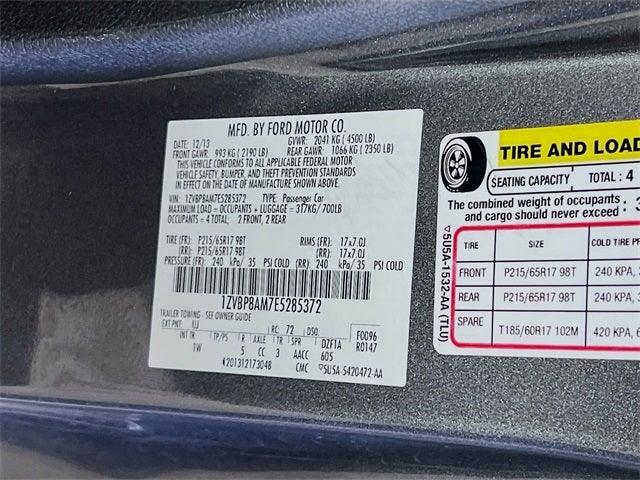 MFD. BY FORD MOTOR CO.
DATE: 12/13 GVWR: 2041 KG ( 4500 LB)
FRONT GAWR: 993 KG ( 2190 LB) REAR GAWR: 1066 KG ( 2350 LB)
THIS VEHICLE CONFORMS TO ALL APPLICABLE FEDERAL MOTOR
VEHICLE SAFETY, BUMPER, AND THEFT PREVENTION STANDARDS
IN EFFECT ON THE DATE OF MANUFACTURE SHOWN ABOVE.
VIN: 1ZVBP8AM7E5285372 TYPE: Passenger Car
MAXIMUM LOAD = OCCUPANTS + LUGGAGE = 317KG/ 700LB
OCCUPANTS = 4 TOTAL; 2 FRONT, 2 REAR
TIRE (FR): P215/65R17 98T RIMS (FR): 17x7.0J
(RR): P215/65R17 98T (RR): 17x7.0J
PRESSURE (FR): 240 kPa/ 35 PSI COLD (RR): 240 kPa/ 35 PSI COLD
1ZVBP8AM7E5285372
TRAILER TOWING - SEE OWNER GUIDE
EXT PNT: UJ RC: 72 DSO: F0096
INT TR TP/PS R AXLE TR SPR R0147
1W 5 CC 3 AACC DZF1A 605
201312173048 CMC 5U5A-5420472-AA
TIRE AND LOAD
SEATING CAPACITY TOTAL : 4
The combined weight of occupants
and cargo should never exceed : 3
TIRE SIZE COLD TIRE
FRONT P215/65R17 98T 240 KPA,
REAR P215/65R17 98T 240 KPA,
SPARE T185/60R17 102M 420 KPA,
5U5A-1532-AA (TLU)